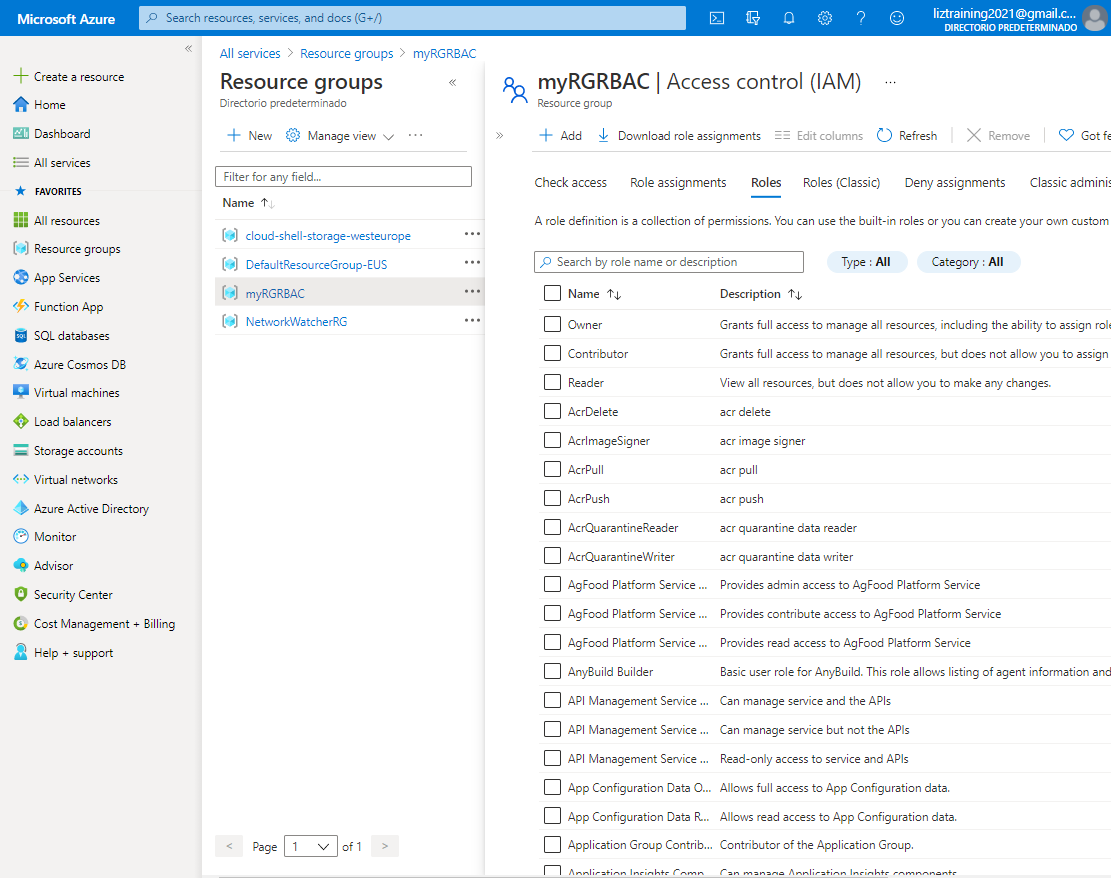 Microsoft Azure
Search resources, services, and docs (G+/)
liztraining2021@gmail.c...
DIRECTORIO PREDETERMINADO
Create a resource
Home
Dashboard
All services
FAVORITES
All resources
Resource groups
App Services
Function App
SQL databases
Azure Cosmos DB
Virtual machines
Load balancers
Storage accounts
Virtual networks
Azure Active Directory
Monitor
Advisor
Security Center
Cost Management + Billing
Help + support
All services > Resource groups > myRGRBAC
Resource groups
Directorio predeterminado
New Manage view ...
Filter for any field...
Name
cloud-shell-storage-westeurope
DefaultResourceGroup-EUS
myRGRBAC
NetworkWatcherRG
< Page 1 of 1 >
myRGRBAC | Access control (IAM) ...
Resource group
Add Download role assignments Edit columns Refresh Remove Got fe
Check access Role assignments Roles Roles (Classic) Deny assignments Classic adminis
A role definition is a collection of permissions. You can use the built-in roles or you can create your own custom
Search by role name or description Type : All Category : All
Name Description
Owner Grants full access to manage all resources, including the ability to assign role
Contributor Grants full access to manage all resources, but does not allow you to assign
Reader View all resources, but does not allow you to make any changes.
AcrDelete acr delete
AcrImageSigner acr image signer
AcrPull acr pull
AcrPush acr push
AcrQuarantineReader acr quarantine data reader
AcrQuarantineWriter acr quarantine data writer
AgFood Platform Service ... Provides admin access to AgFood Platform Service
AgFood Platform Service ... Provides contribute access to AgFood Platform Service
AgFood Platform Service ... Provides read access to AgFood Platform Service
AnyBuild Builder Basic user role for AnyBuild. This role allows listing of agent information and
API Management Service ... Can manage service and the APIs
API Management Service ... Can manage service but not the APIs
API Management Service ... Read-only access to service and APIs
App Configuration Data O... Allows full access to App Configuration data.
App Configuration Data R... Allows read access to App Configuration data.
Application Group Contrib... Contributor of the Application Group.
Application Insights Comp... Can manage Application Insights components